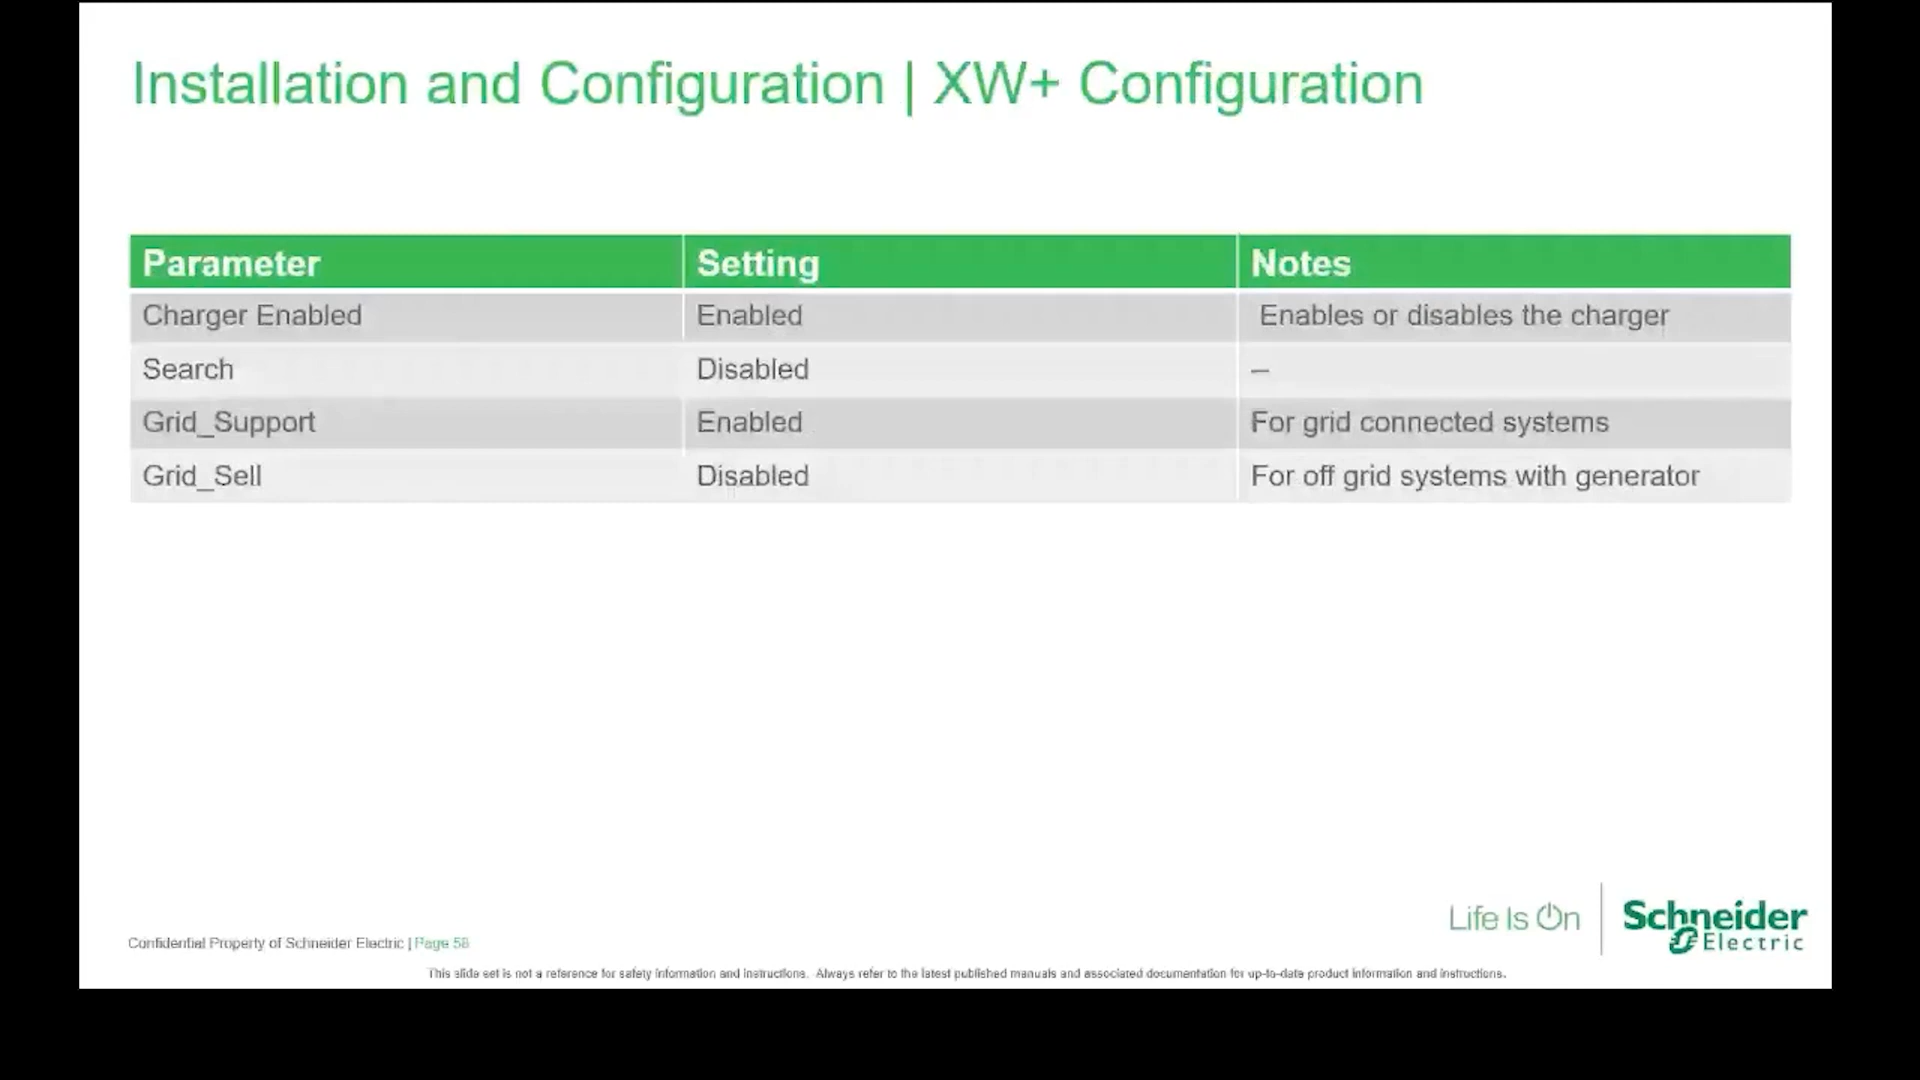 Installation and Configuration | XW+ Configuration
Parameter Setting Notes
Charger Enabled Enabled Enables or disables the charger
Search Disabled –
Grid_Support Enabled For grid connected systems
Grid_Sell Disabled For off grid systems with generator
Life Is On
Schneider
Electric
Confidential Property of Schneider Electric | Page 58
This slide set is not a reference for safety information and instructions. Always refer to the latest published manuals and associated documentation for up-to-date product information and instructions.